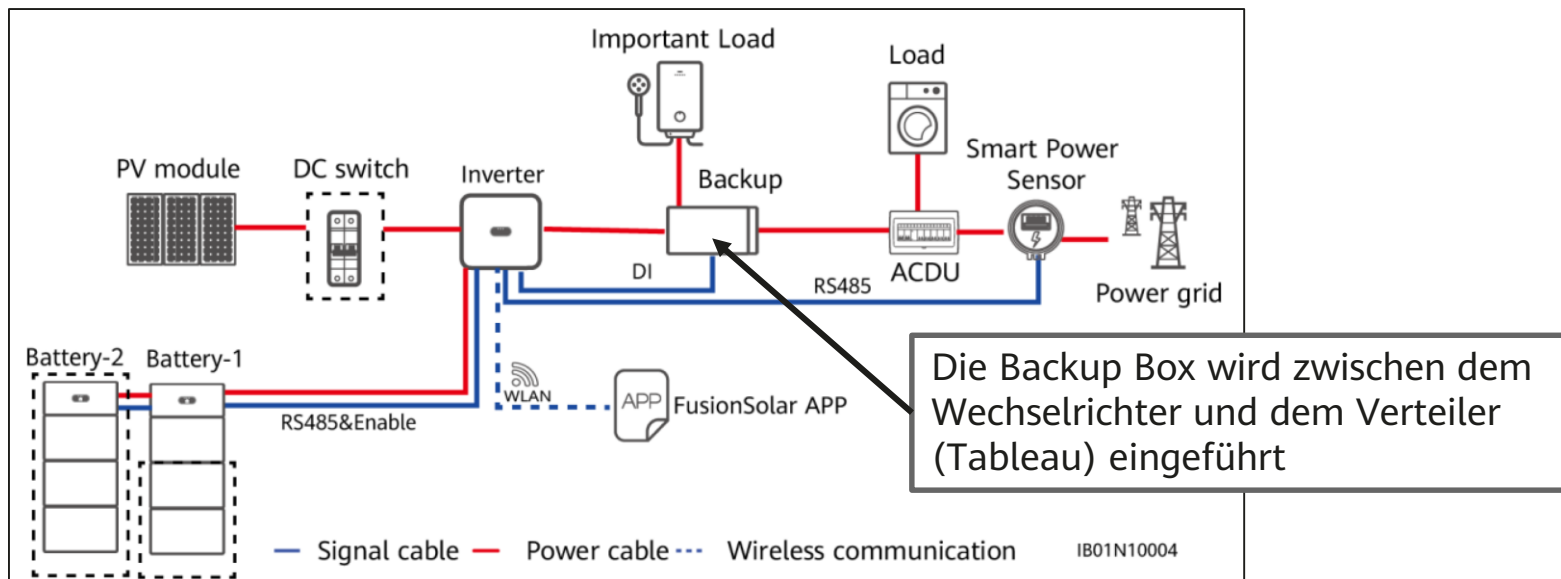 Important Load
Load
PV module
DC switch
Inverter
Backup
Smart Power
Sensor
DI
RS485
ACDU
Power grid
Battery-2
Battery-1
RS485&Enable
WLAN
APP
FusionSolar APP
Die Backup Box wird zwischen dem
Wechselrichter und dem Verteiler
(Tableau) eingeführt
Signal cable
Power cable
Wireless communication
IB01N10004